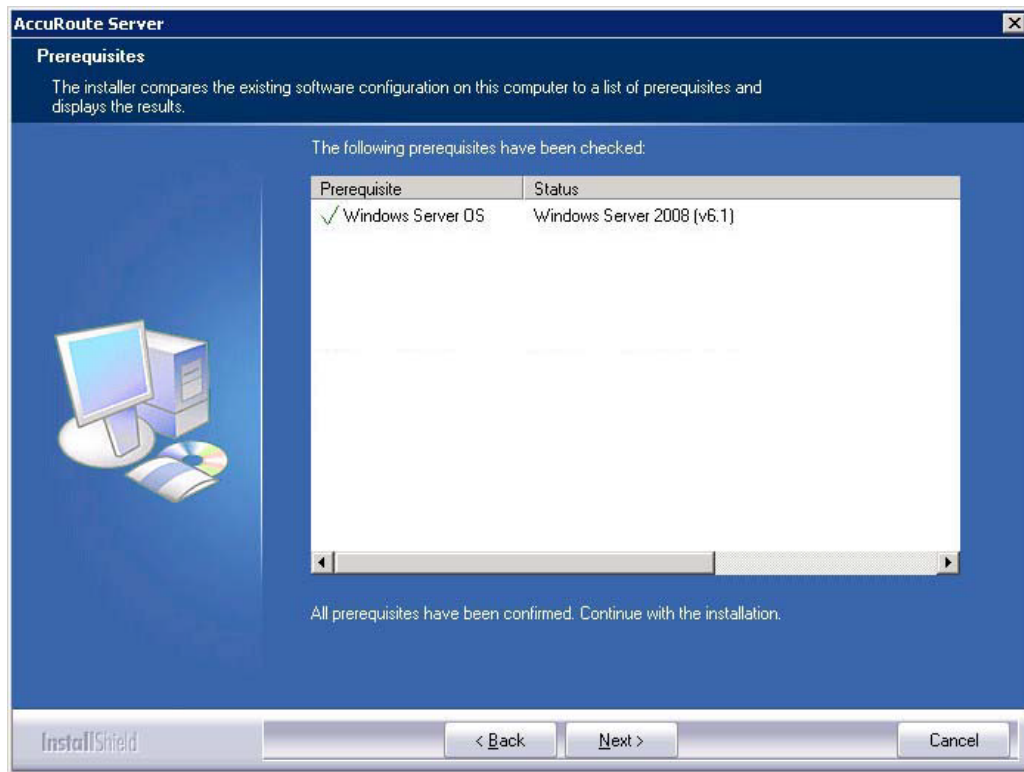 AccuRoute Server
Prerequisites
The installer compares the existing software configuration on this computer to a list of prerequisites and
displays the results.
The following prerequisites have been checked:
Prerequisite Status
Windows Server OS Windows Server 2008 (v6.1)
All prerequisites have been confirmed. Continue with the installation.
InstallShield
< Back Next > Cancel